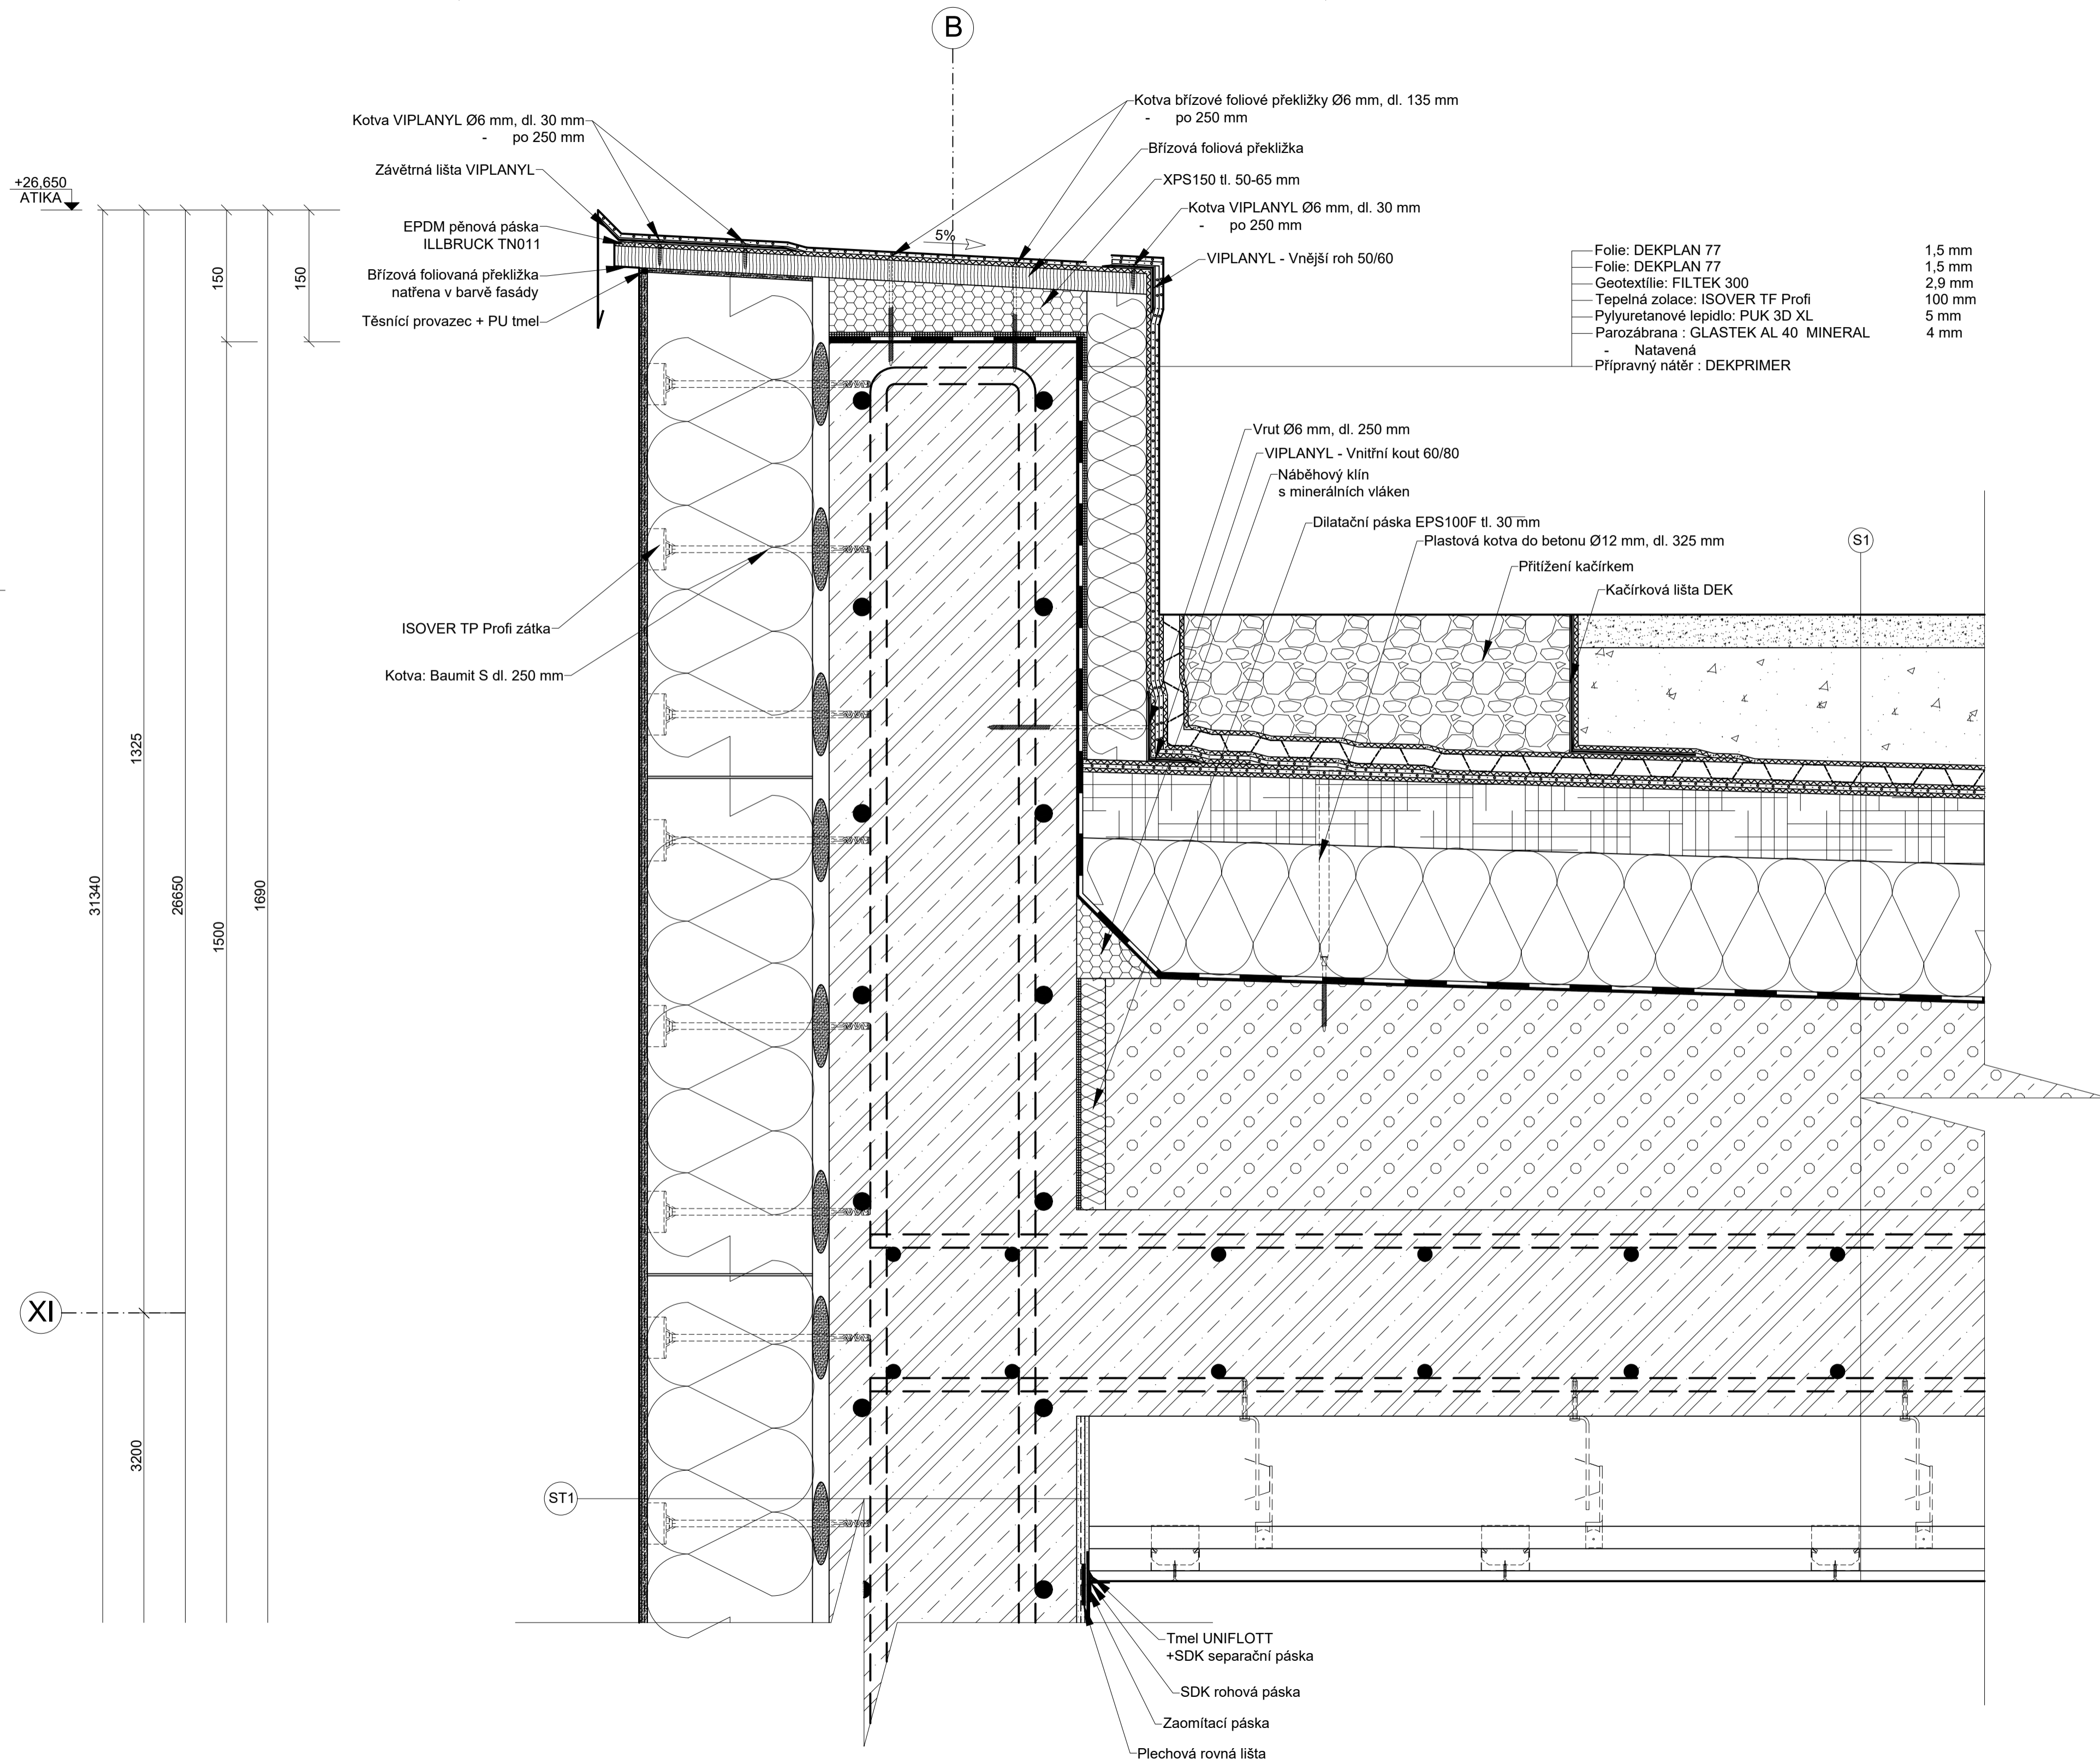 B
Kotva VIPLANYL Ø6 mm, dl. 30 mm
- po 250 mm
Závětrná lišta VIPLANYL
+26,650
ATIKA
EPDM pěnová páska
ILLBRUCK TN011
Brízová foliovaná překližka
natřena v barvě fasády
Těsnící provazec + PU tmel
Kotva břízové foliové překližky Ø6 mm, dl. 135 mm
- po 250 mm
Břízová foliová překližka
XPS150 tl. 50-65 mm
Kotva VIPLANYL Ø6 mm, dl. 30 mm
- po 250 mm
5%
VIPLANYL - Vnější roh 50/60
Folie: DEKPLAN 77 1,5 mm
Folie: DEKPLAN 77 1,5 mm
Geotextílie: FILTEK 300 2,9 mm
Tepelná zolace: ISOVER TF Profi 100 mm
Pylyuretanové lepidlo: PUK 3D XL 5 mm
Parozábrana : GLASTEK AL 40 MINERAL 4 mm
- Natavená
Přípravný nátěr : DEKPRIMER
150
150
Vrut Ø6 mm, dl. 250 mm
VIPLANYL - Vnitřní kout 60/80
Náběhový klín
s minerálních vláken
Dilatační páska EPS100F tl. 30 mm
Plastová kotva do betonu Ø12 mm, dl. 325 mm
Přitížení kačírkem
Kačírková lišta DEK
S1
ISOVER TP Profi zátka
Kotva: Baumit S dl. 250 mm
1325
31340
26650
1500
1690
XI
3200
ST1
Tmel UNIFLOTT
+SDK separační páska
SDK rohová páska
Zaomítací páska
Plechová rovná lišta